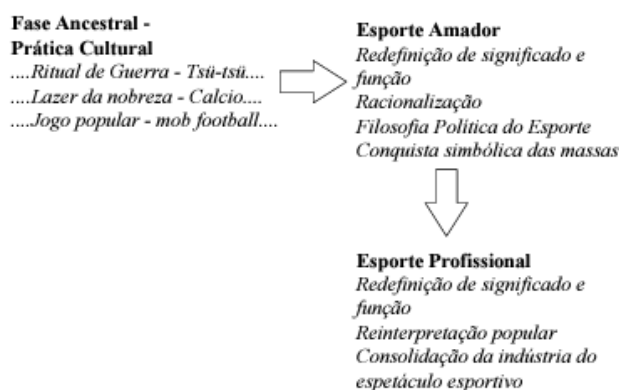 Fase Ancestral -
Prática Cultural
....Ritual de Guerra - Tsü-tsü....
....Lazer da nobreza - Calcio....
....Jogo popular - mob football....
Esporte Amador
Redefinição de significado e
função
Racionalização
Filosofia Política do Esporte
Conquista simbólica das massas
Esporte Profissional
Redefinição de significado e
função
Reinterpretação popular
Consolidação da indústria do
espetáculo esportivo